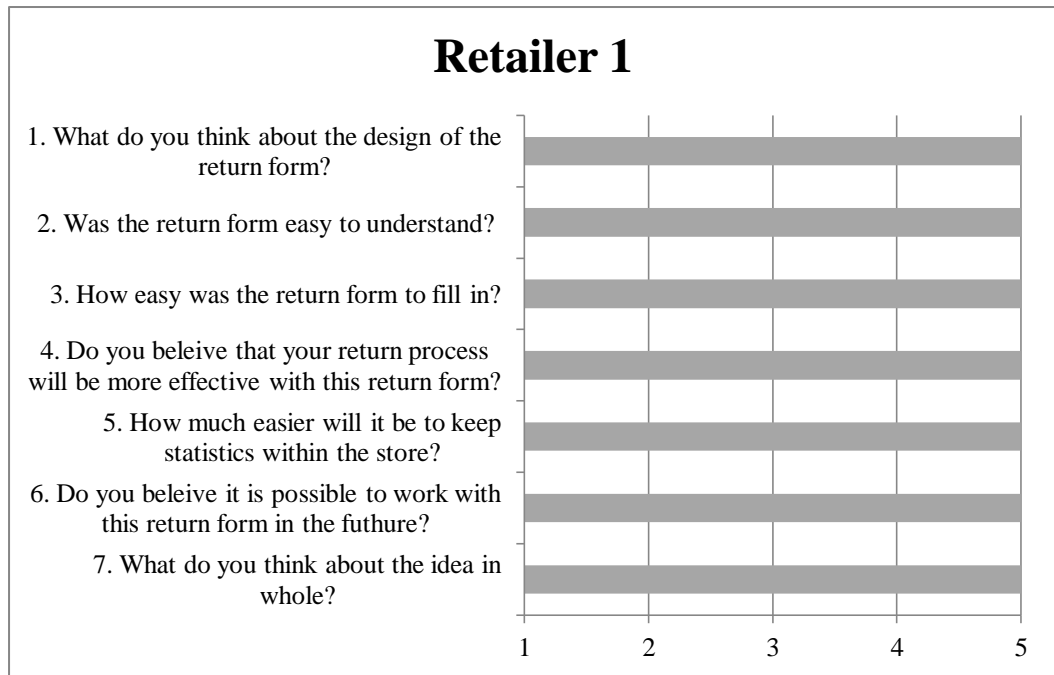 Retailer 1
1. What do you think about the design of the
return form?
2. Was the return form easy to understand?
3. How easy was the return form to fill in?
4. Do you beleive that your return process
will be more effective with this return form?
5. How much easier will it be to keep
statistics within the store?
6. Do you beleive it is possible to work with
this return form in the futhure?
7. What do you think about the idea in
whole?
1 2 3 4 5